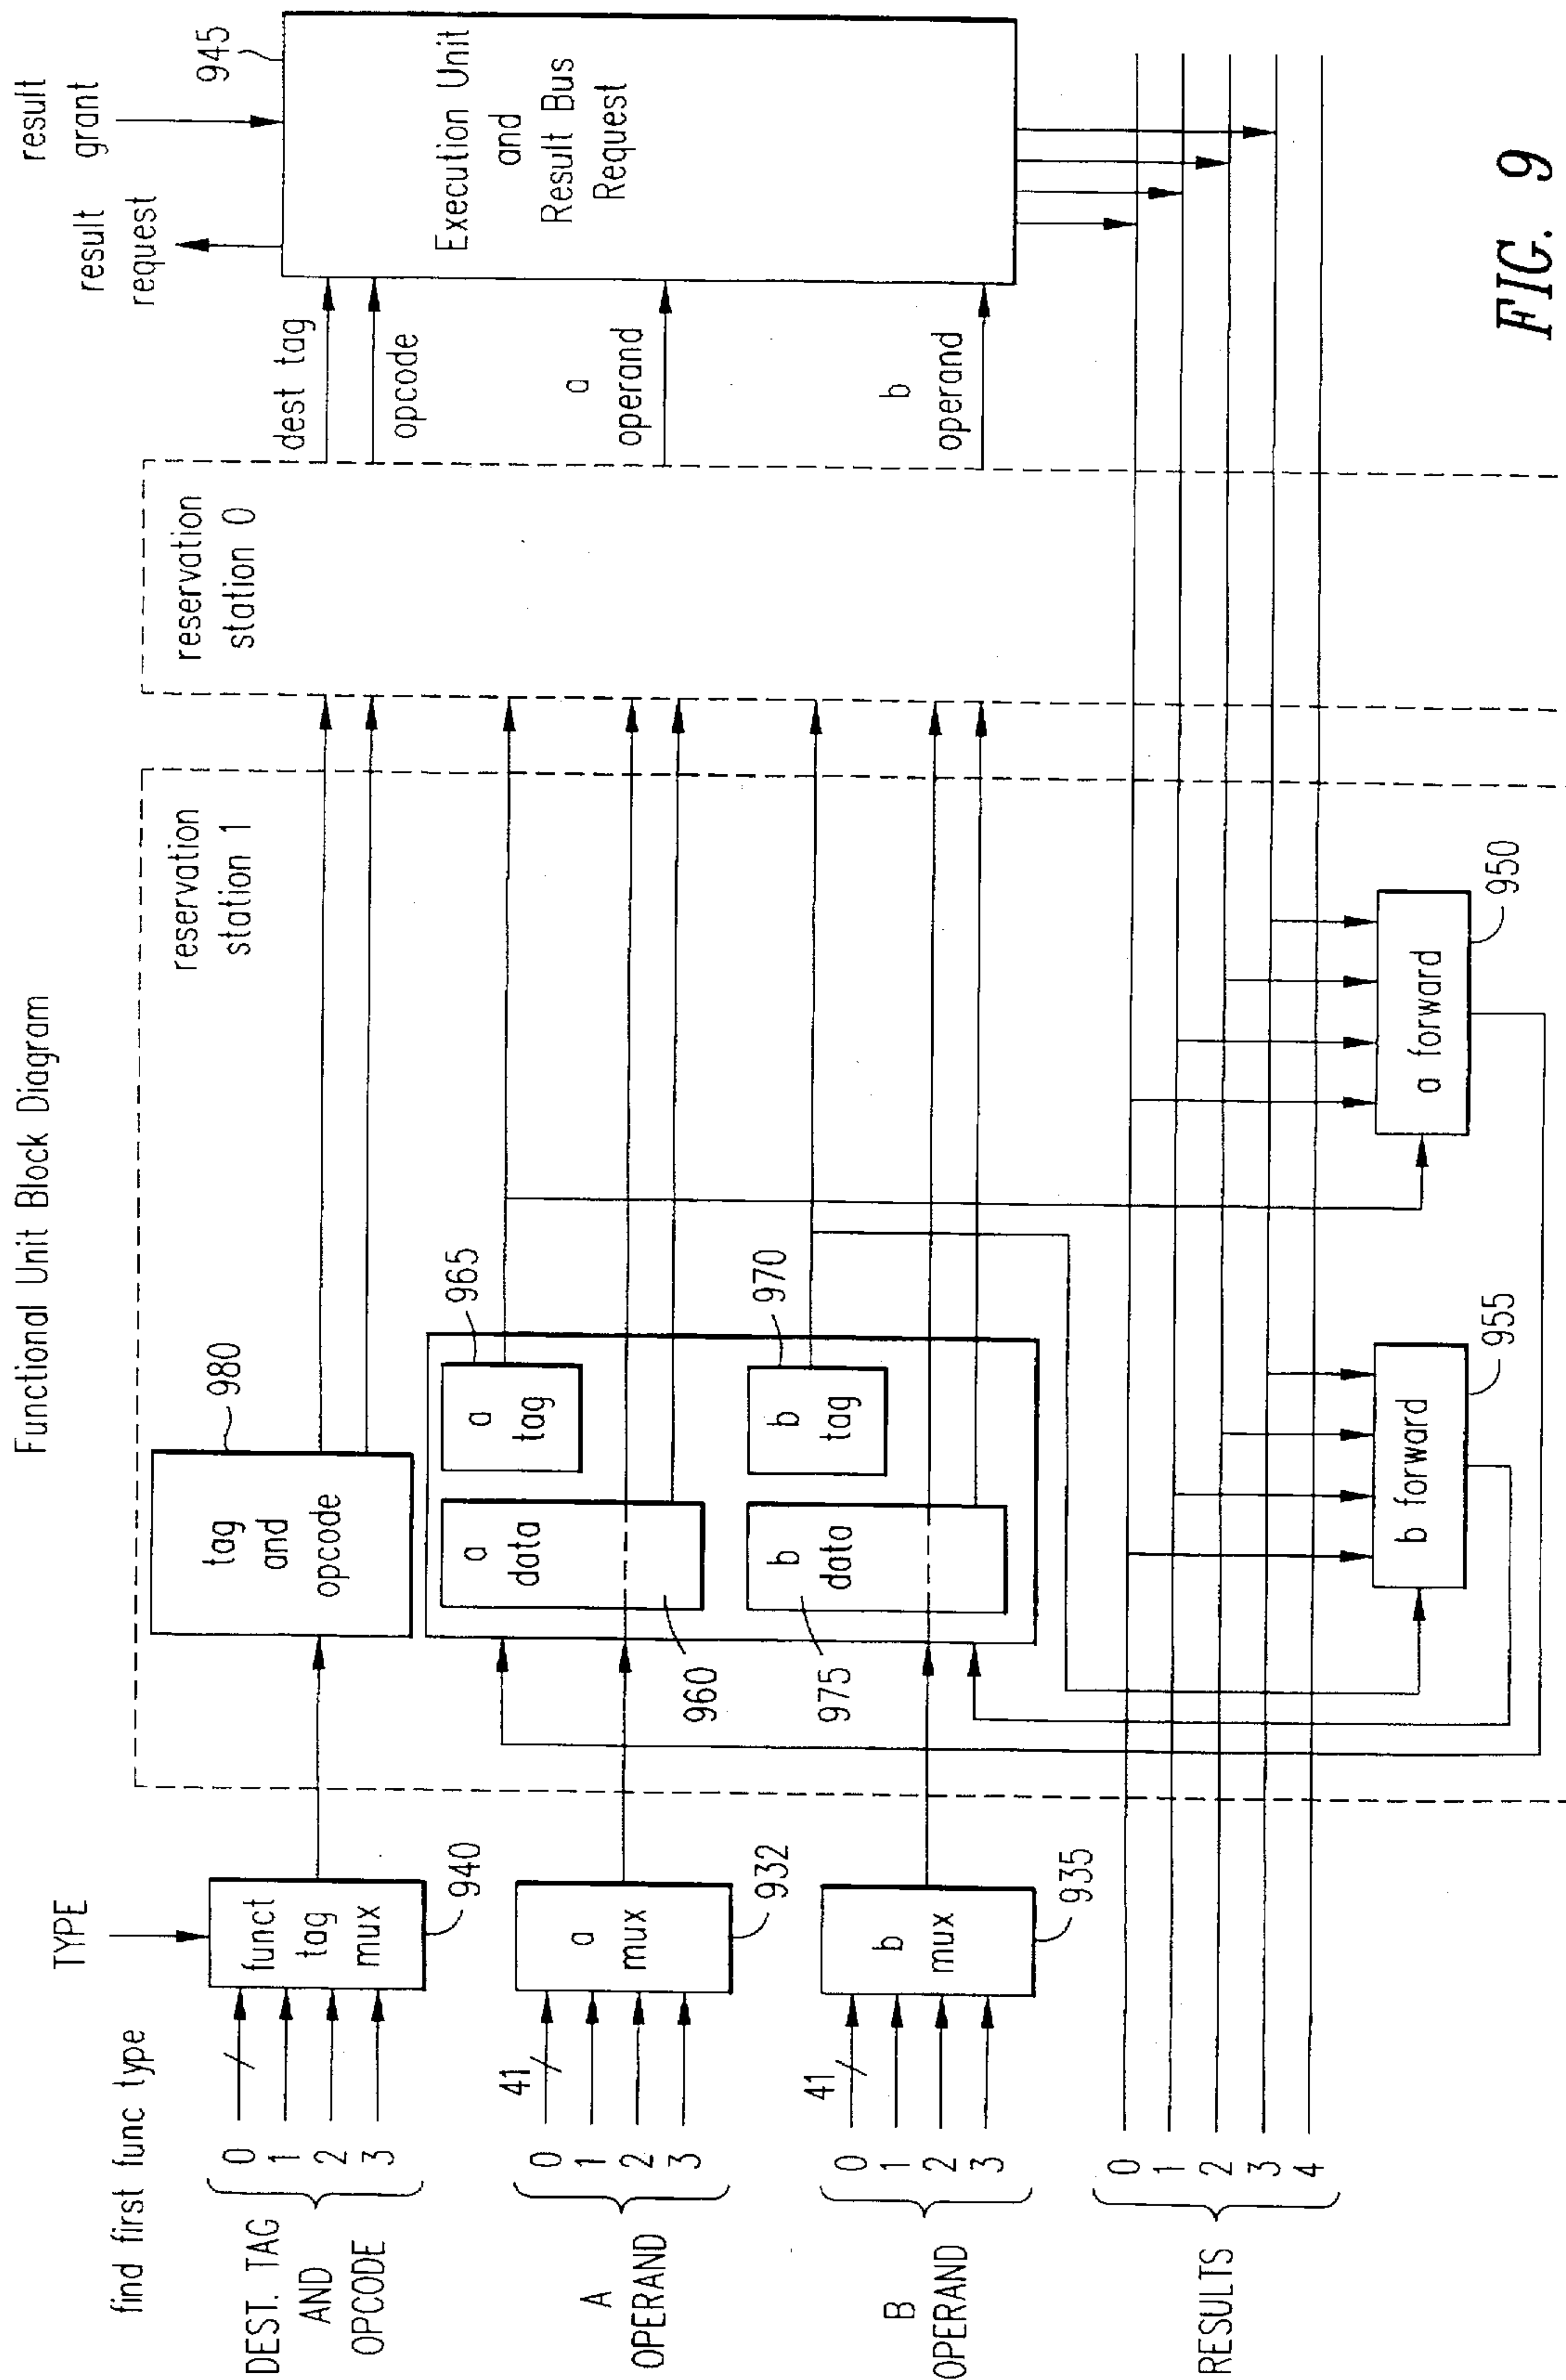 Functional Unit Block Diagram
find first func type
TYPE
DEST. TAG
AND
OPCODE
0
1
2
3
funct
tag
mux
940
A
OPERAND
41
0
1
2
3
a
mux
932
B
OPERAND
41
0
1
2
3
b
mux
935
RESULTS
0
1
2
3
4
reservation
station 1
tag
and
opcode
980
a
data
960
a
tag
965
b
data
975
b
tag
970
b forward
955
a forward
950
reservation
station 0
dest tag
opcode
a
operand
b
operand
result
request
result
grant
945
Execution Unit
and
Result Bus
Request
FIG. 9